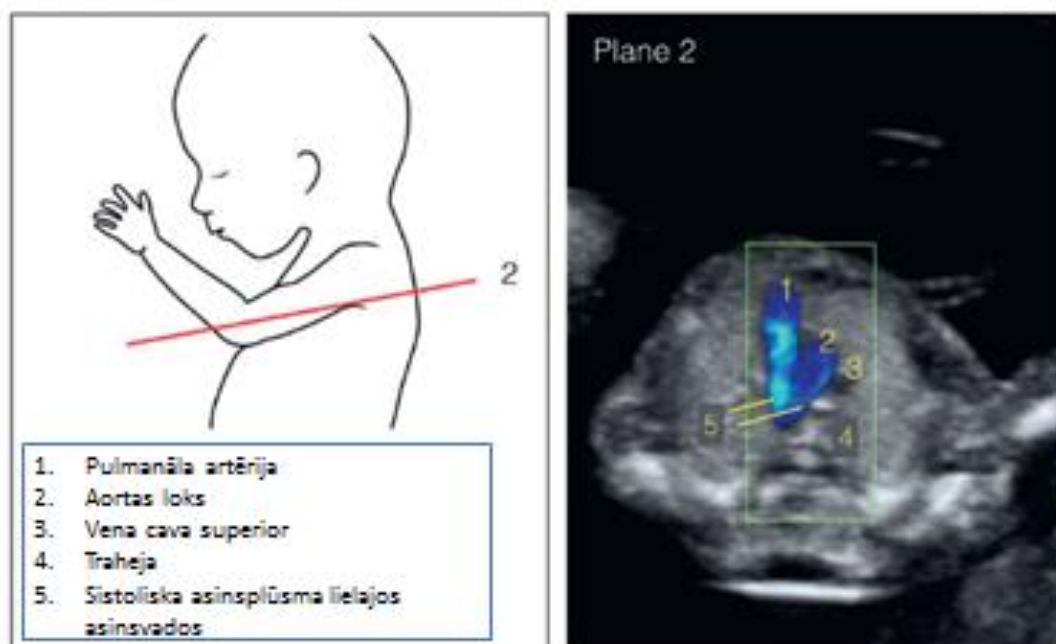 2
1. Pulmanāla artērija
2. Aortas loks
3. Vena cava superior
4. Traheja
5. Sistoliska asinsplūsma lielajos
asinsvados
Plane 2
1
2
3
5
4